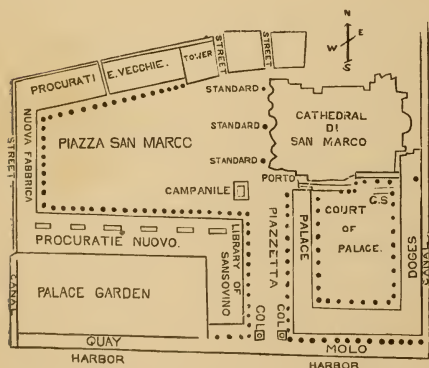 N
W
E
S
STREET
STREET
TOWER
PROCURATI
E. VECCHIE.
STANDARD
STANDARD
STANDARD
CATHEDRAL
DI
SAN MARCO
PIAZZA SAN MARCC
STREET
NUOVA FABBRICA
CAMPANILE
PORTO
G.S
PIAZZETTA
PALACE
COURT
OF
PALACE.
DOGES
CANAL
PROCURATIE NUOVO.
LIBRARY OF
SANSOVINO
PALACE GARDEN
CANAL
COL
COL
QUAY
MOLO
HARBOR
HARBOR